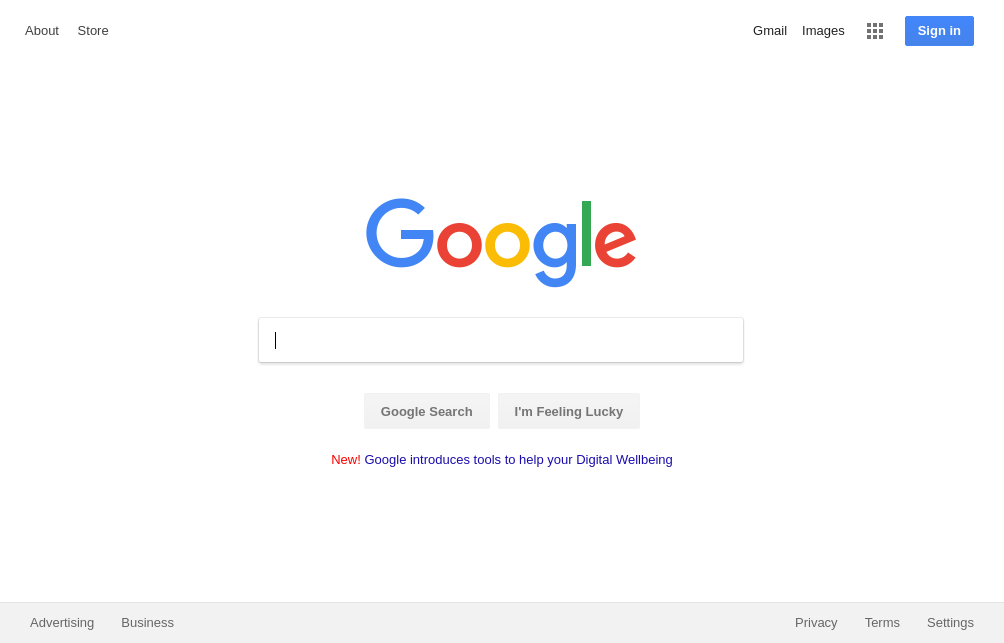 About Store Gmail Images Sign in
Google
Google Search I'm Feeling Lucky
New! Google introduces tools to help your Digital Wellbeing
Advertising Business Privacy Terms Settings